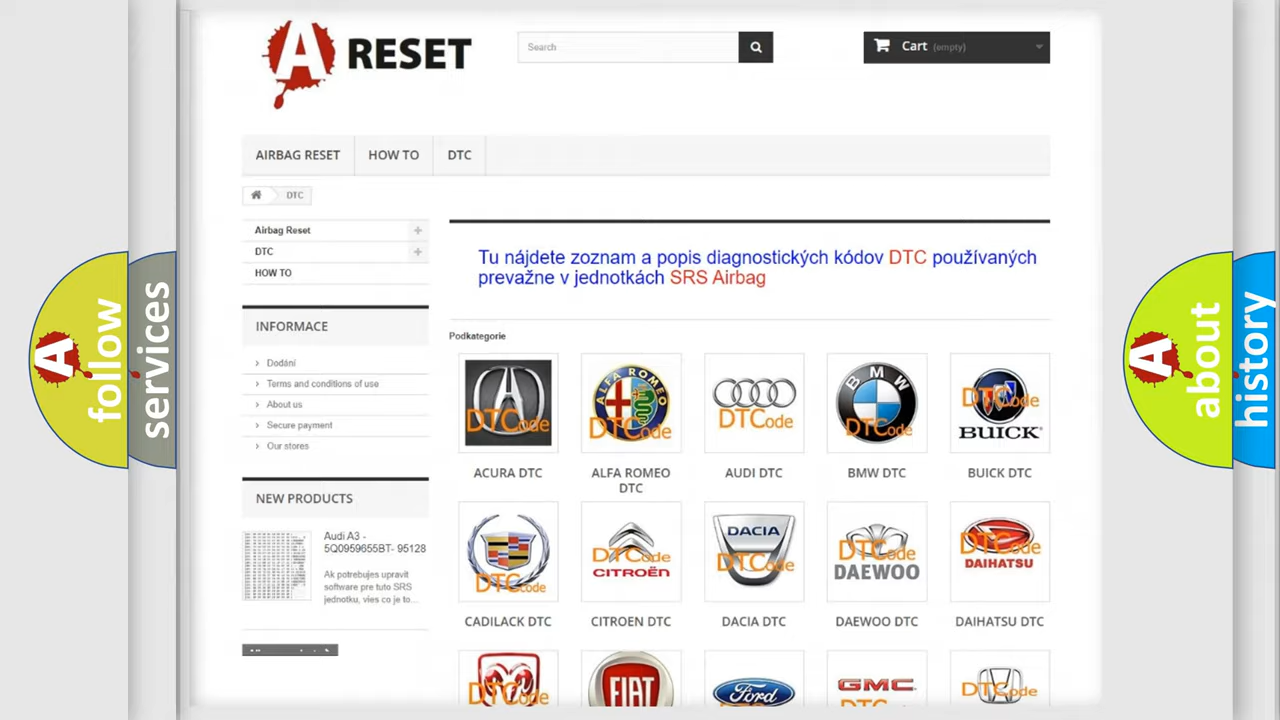 A RESET
Search
Cart (empty)
AIRBAG RESET
HOW TO
DTC
DTC
Airbag Reset
DTC
HOW TO
INFORMACE
Dodání
Terms and conditions of use
About us
Secure payment
Our stores
NEW PRODUCTS
Audi A3 -
5Q0959655BT- 95128
Ak potrebujes upravit
software pre tuto SRS
jednotku, vies co je to...
Tu nájdete zoznam a popis diagnostických kódov DTC používaných
prevažne v jednotkách SRS Airbag
Podkategorie
DTCode
ALFA ROMEO
DTCode
DTCode
BMW
DTCode
DTCode
BUICK
ACURA DTC
ALFA ROMEO
DTC
AUDI DTC
BMW DTC
BUICK DTC
DTCode
DTCode
CITROËN
DACIA
DTCode
DTCode
DAEWOO
DTCode
DAIHATSU
CADILACK DTC
CITROEN DTC
DACIA DTC
DAEWOO DTC
DAIHATSU DTC
DTCode
FIAT
Ford
GMC
DTCode
A follow
services
A about
history